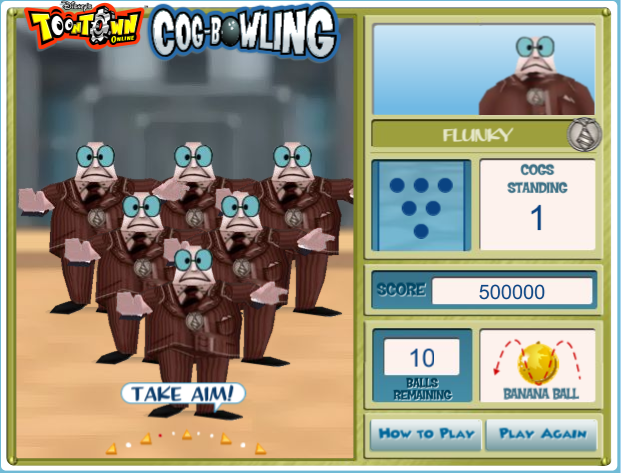 Disney's
TOONTOWN
ONLINE
COG-BOWLING
FLUNKY
COGS
STANDING
1
SCORE 500000
10
BALLS
REMAINING
BANANA BALL
TAKE AIM!
HOW TO PLAY
PLAY AGAIN